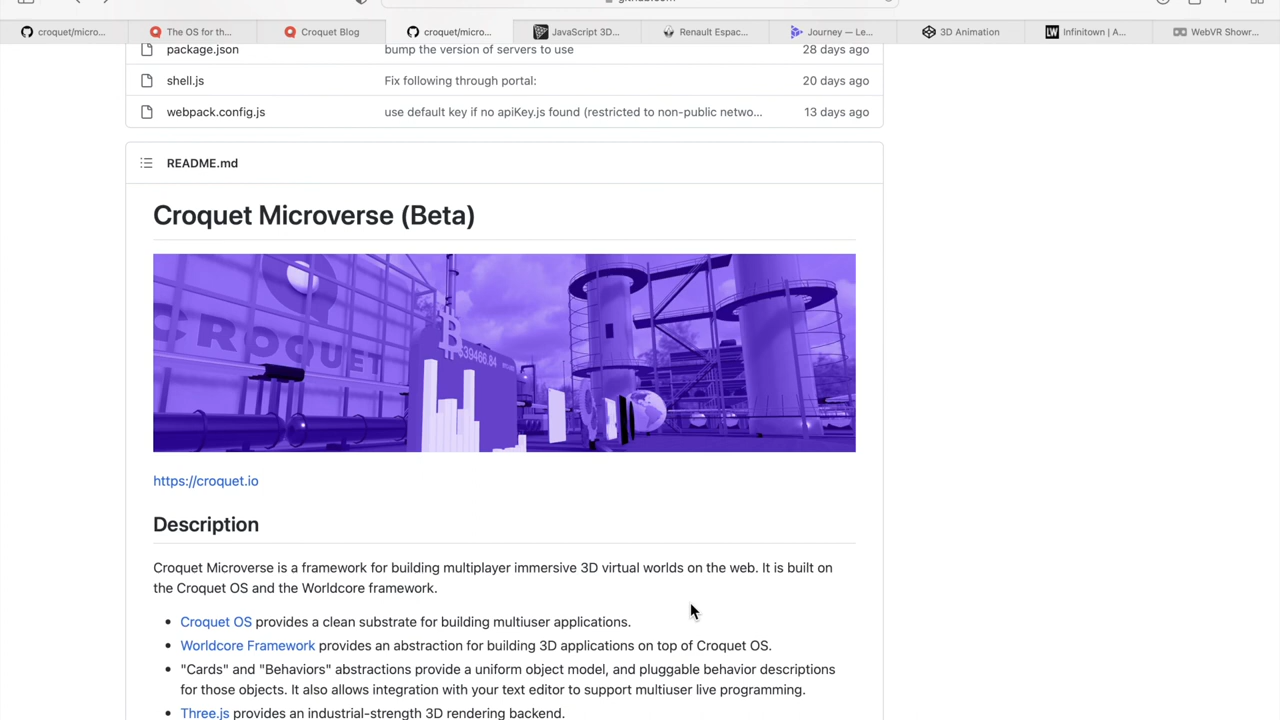 github.com
croquet/micro...
The OS for th...
Croquet Blog
croquet/micro...
JavaScript 3D...
Renault Espac...
Journey — Le...
3D Animation
Infinitown | A...
WebVR Showr...
package.json bump the version of servers to use 28 days ago
shell.js Fix following through portal: 20 days ago
webpack.config.js use default key if no apiKey.js found (restricted to non-public netwo... 13 days ago
README.md
Croquet Microverse (Beta)
CROQUET
$39466.84
https://croquet.io
Description
Croquet Microverse is a framework for building multiplayer immersive 3D virtual worlds on the web. It is built on
the Croquet OS and the Worldcore framework.
• Croquet OS provides a clean substrate for building multiuser applications.
• Worldcore Framework provides an abstraction for building 3D applications on top of Croquet OS.
• "Cards" and "Behaviors" abstractions provide a uniform object model, and pluggable behavior descriptions
for those objects. It also allows integration with your text editor to support multiuser live programming.
• Three.js provides an industrial-strength 3D rendering backend.